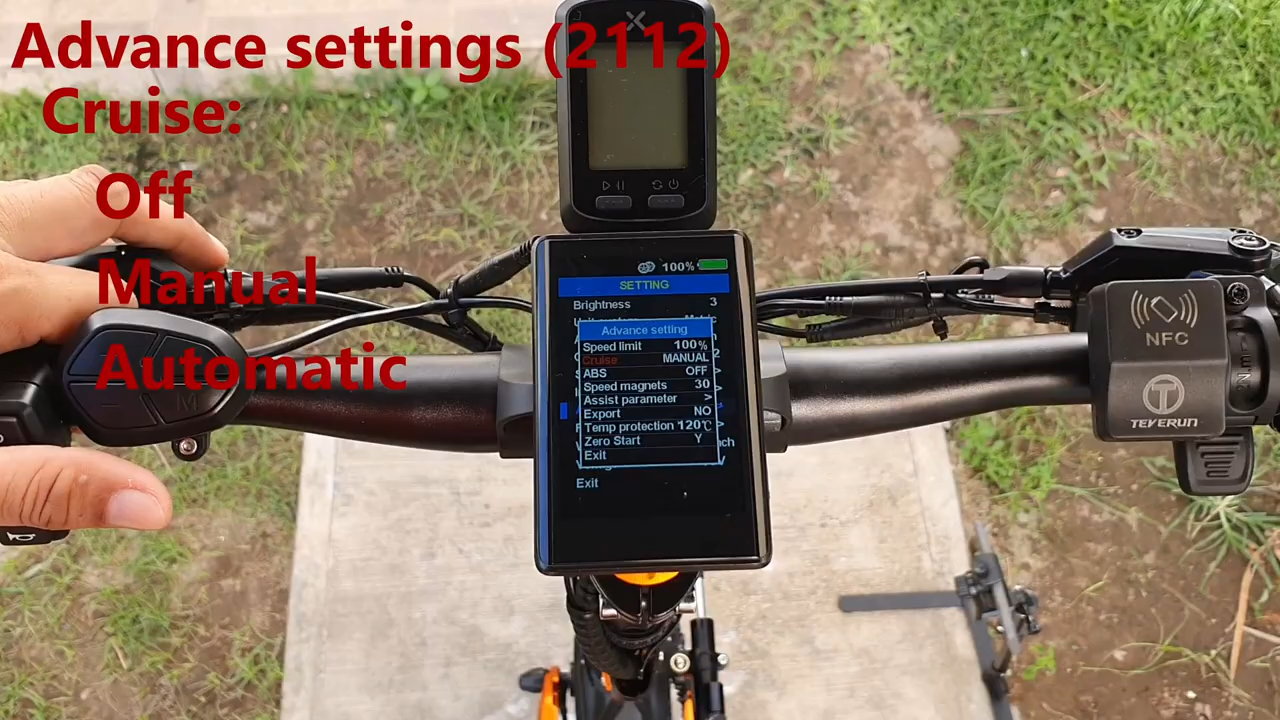 Advance settings (2112)
Cruise:
Off
Manual
Automatic
100%
SETTING
Brightness 3
Advance setting
Speed limit 100%
Cruise MANUAL
ABS OFF
Speed magnets 30
Assist parameter >
Export NO
Temp protection 120℃
Zero Start Y
Exit
Exit
NFC
TEVERUN
M